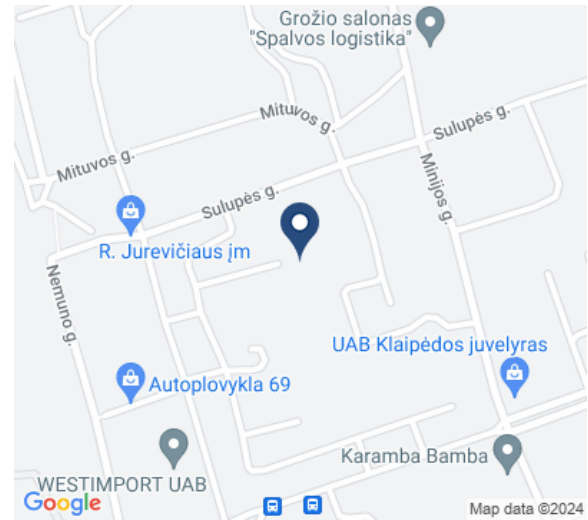 Grožio salonas
"Spalvos logistika"
Mituvos g.
Sulupės g.
Mituvos g.
Sulupės g.
Minijos g.
R. Jurevičiaus įm
Nemuno g.
UAB Klaipėdos juvelyras
Autoplovykla 69
Karamba Bamba
WESTIMPORT UAB
Google
Map data ©2024